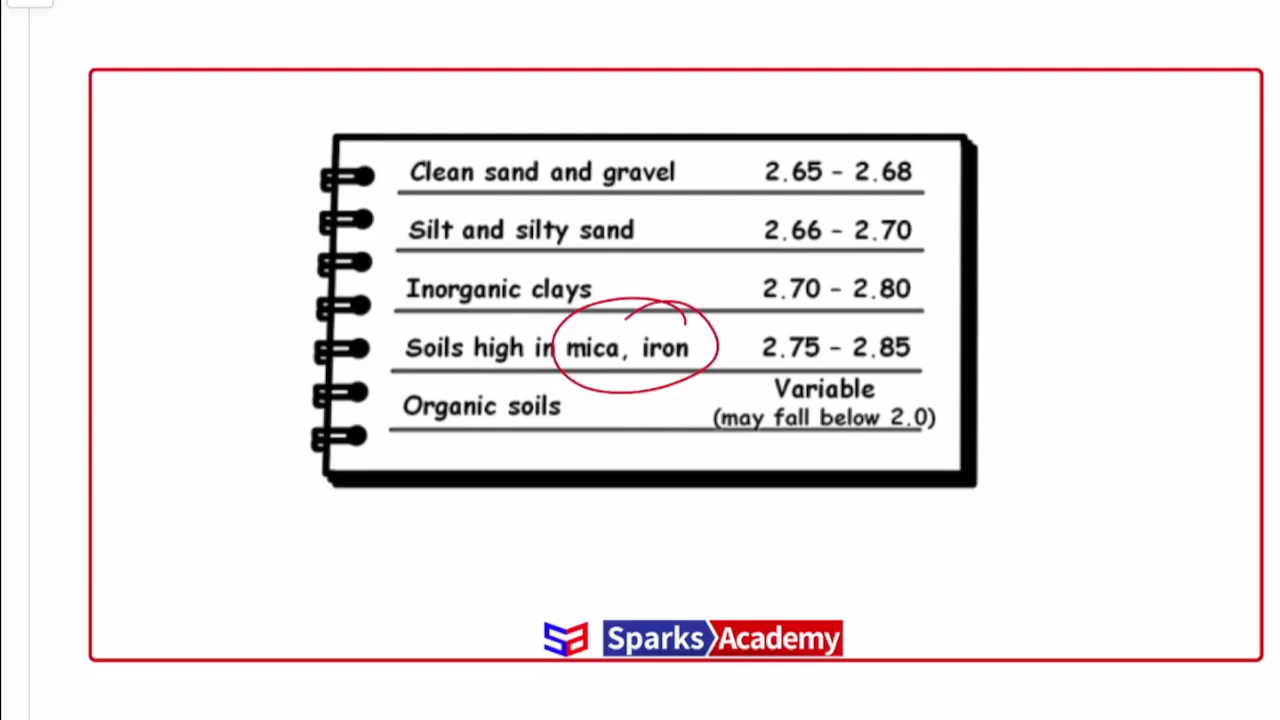 Clean sand and gravel 2.65 - 2.68
Silt and silty sand 2.66 - 2.70
Inorganic clays 2.70 - 2.80
Soils high in mica, iron 2.75 - 2.85
Organic soils Variable
(may fall below 2.0)
Sparks Academy